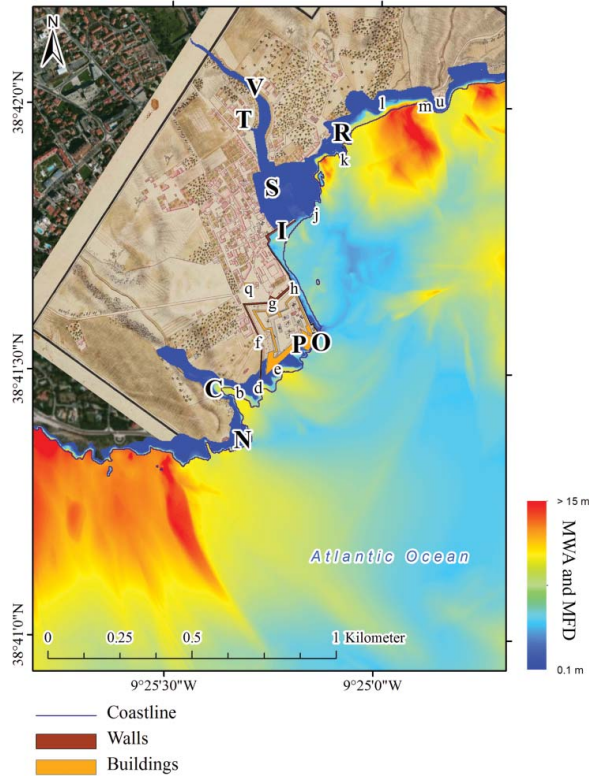 N
38°42'0"N
38°41'30"N
38°41'0"N
V
T
R
l
m
u
k
S
j
I
q
h
g
f
P
O
e
C
b
d
N
Atlantic Ocean
0 0.25 0.5 1 Kilometer
9°25'30"W 9°25'0"W
> 15 m
MWA and MFD
0.1 m
Coastline
Walls
Buildings